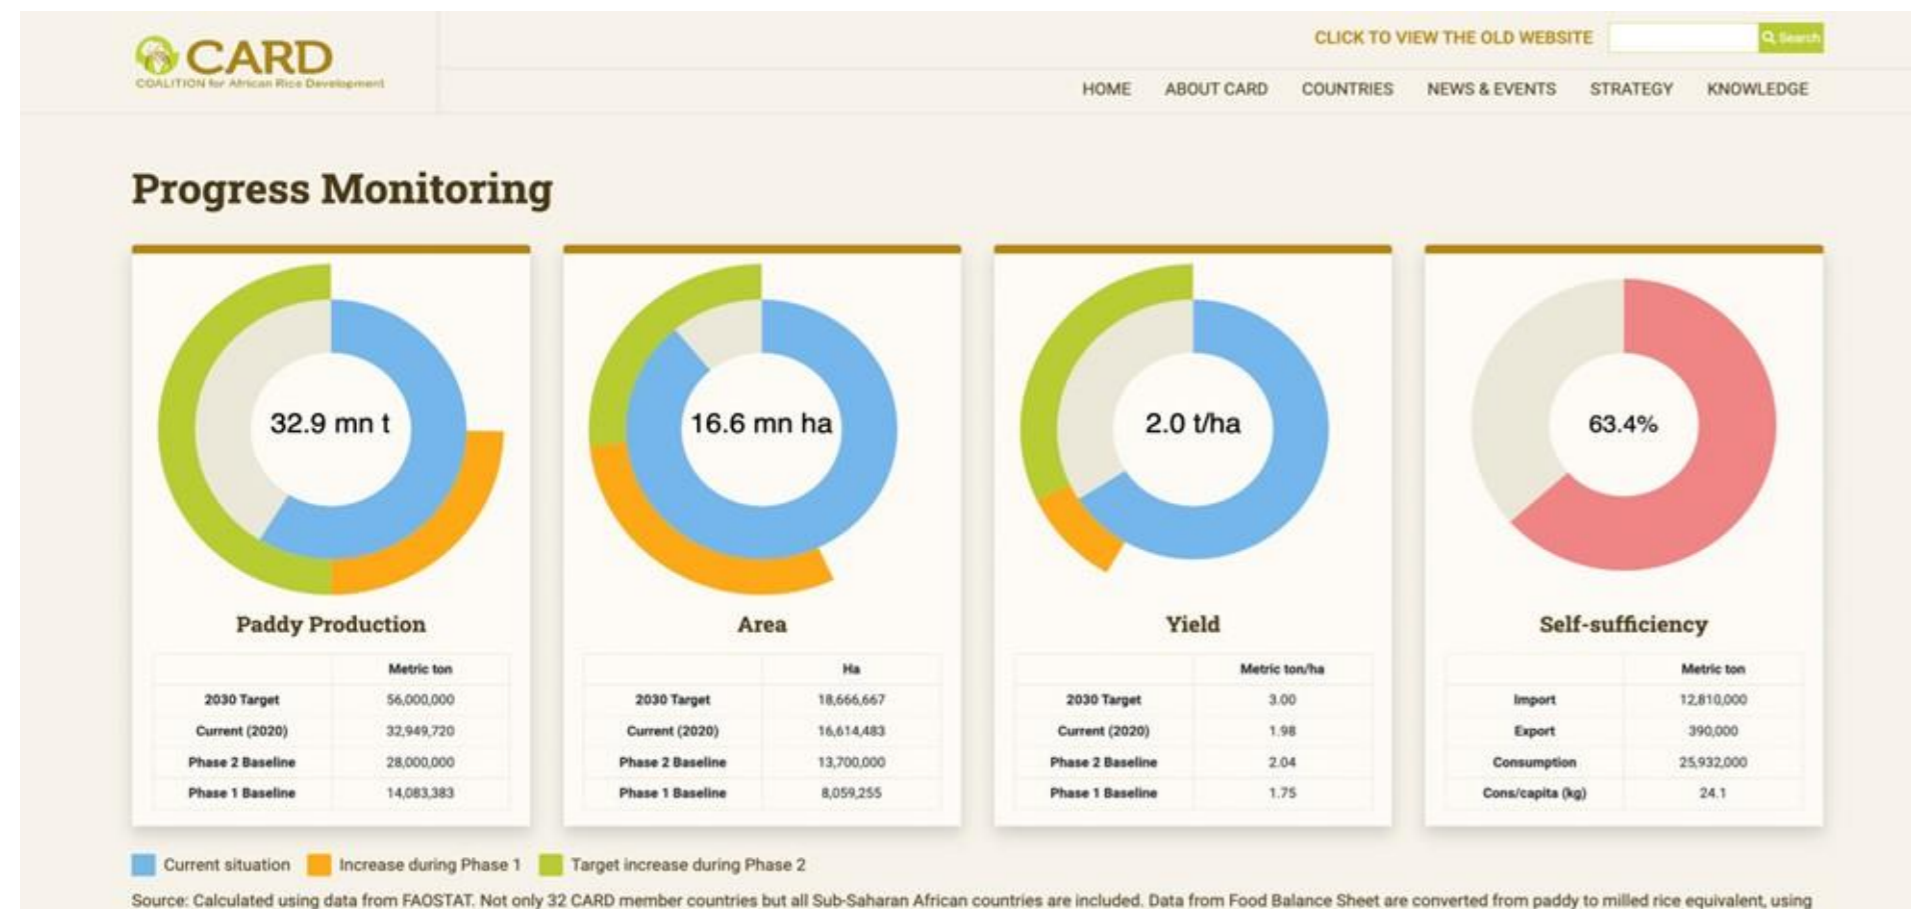 CARD
COALITION for African Rice Development
CLICK TO VIEW THE OLD WEBSITE
Search
HOME ABOUT CARD COUNTRIES NEWS & EVENTS STRATEGY KNOWLEDGE
Progress Monitoring
32.9 mn t
Paddy Production
Metric ton
2030 Target 56,000,000
Current (2020) 32,949,720
Phase 2 Baseline 28,000,000
Phase 1 Baseline 14,083,383
16.6 mn ha
Area
Ha
2030 Target 18,666,667
Current (2020) 16,614,483
Phase 2 Baseline 13,700,000
Phase 1 Baseline 8,059,255
2.0 t/ha
Yield
Metric ton/ha
2030 Target 3.00
Current (2020) 1.98
Phase 2 Baseline 2.04
Phase 1 Baseline 1.75
63.4%
Self-sufficiency
Metric ton
Import 12,810,000
Export 390,000
Consumption 25,932,000
Cons/capita (kg) 24.1
Current situation Increase during Phase 1 Target increase during Phase 2
Source: Calculated using data from FAOSTAT. Not only 32 CARD member countries but all Sub-Saharan African countries are included. Data from Food Balance Sheet are converted from paddy to milled rice equivalent, using